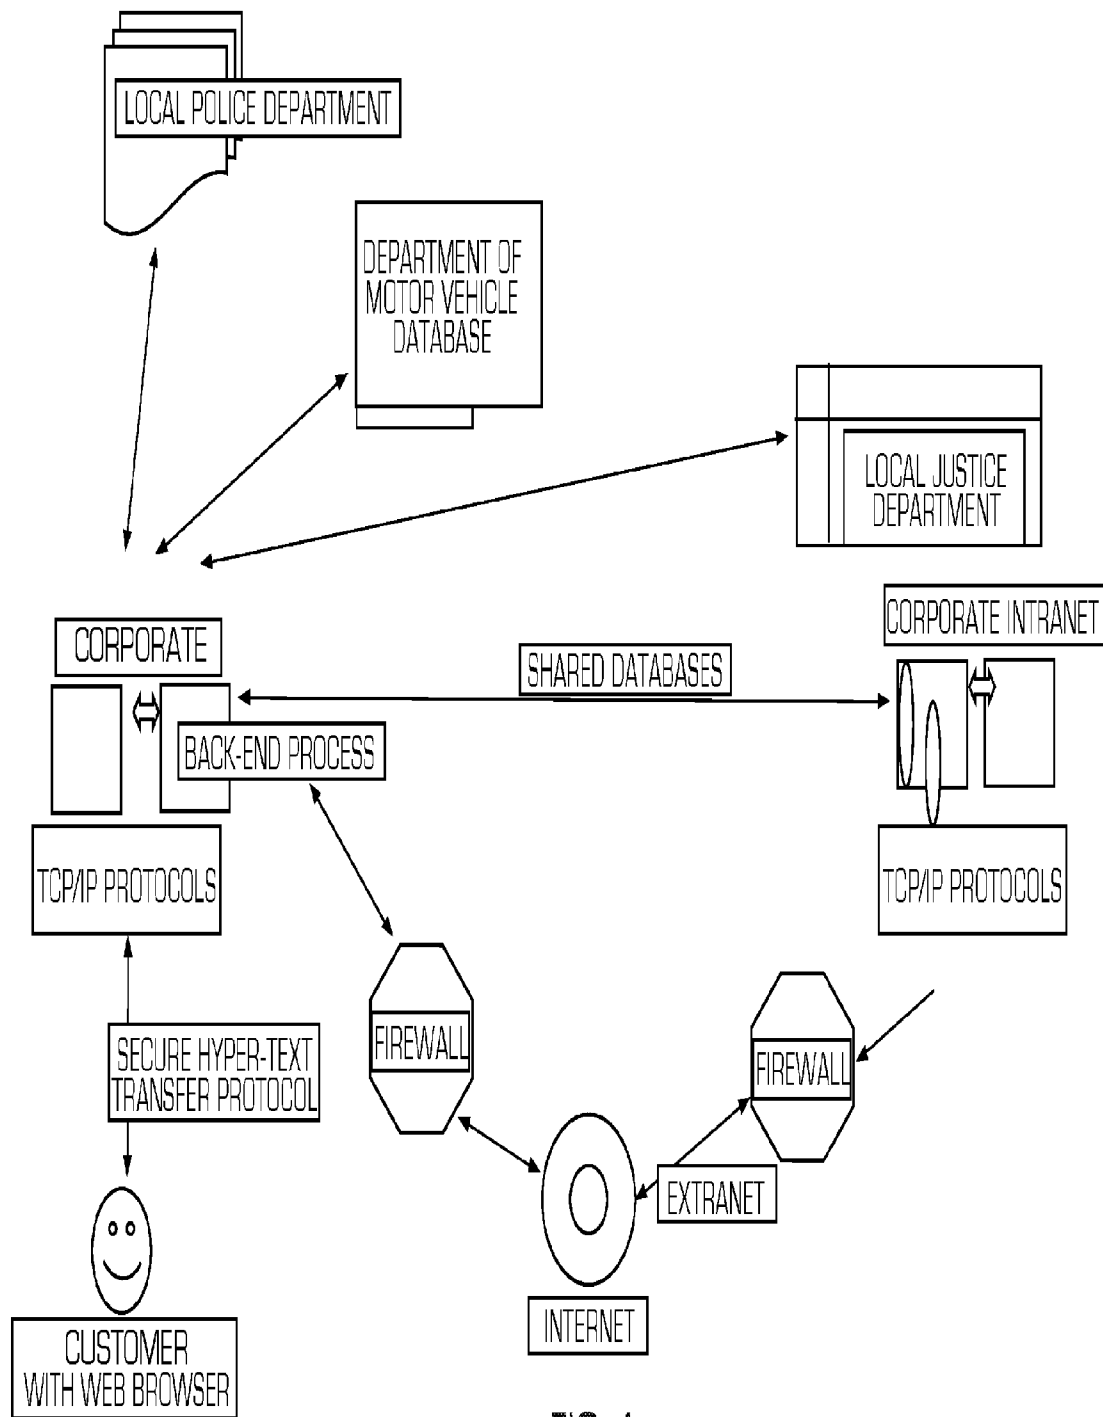 LOCAL POLICE DEPARTMENT
DEPARTMENT OF
MOTOR VEHICLE
DATABASE
LOCAL JUSTICE
DEPARTMENT
CORPORATE INTRANET
CORPORATE
SHARED DATABASES
BACK-END PROCESS
TCP/IP PROTOCOLS
TCP/IP PROTOCOLS
FIREWALL
FIREWALL
SECURE HYPER-TEXT
TRANSFER PROTOCOL
EXTRANET
INTERNET
CUSTOMER
WITH WEB BROWSER